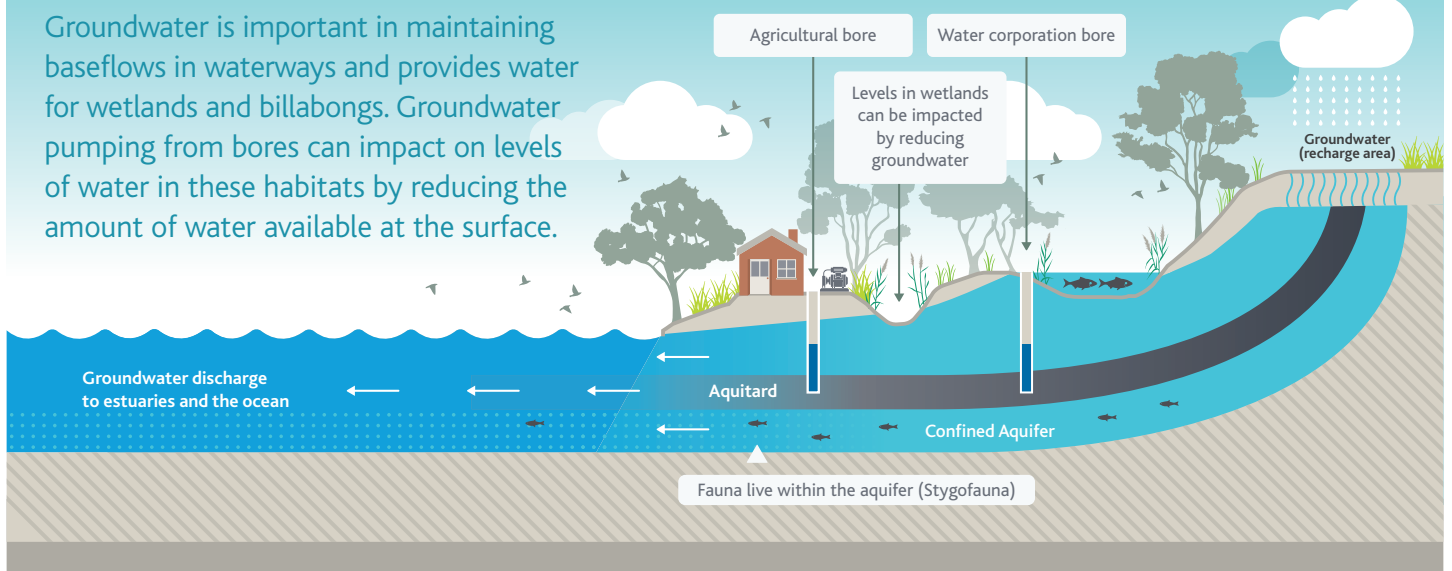 Groundwater is important in maintaining
baseflows in waterways and provides water
for wetlands and billabongs. Groundwater
pumping from bores can impact on levels
of water in these habitats by reducing the
amount of water available at the surface.
Agricultural bore
Water corporation bore
Levels in wetlands
can be impacted
by reducing
groundwater
Groundwater
(recharge area)
Groundwater discharge
to estuaries and the ocean
Aquitard
Confined Aquifer
Fauna live within the aquifer (Stygofauna)